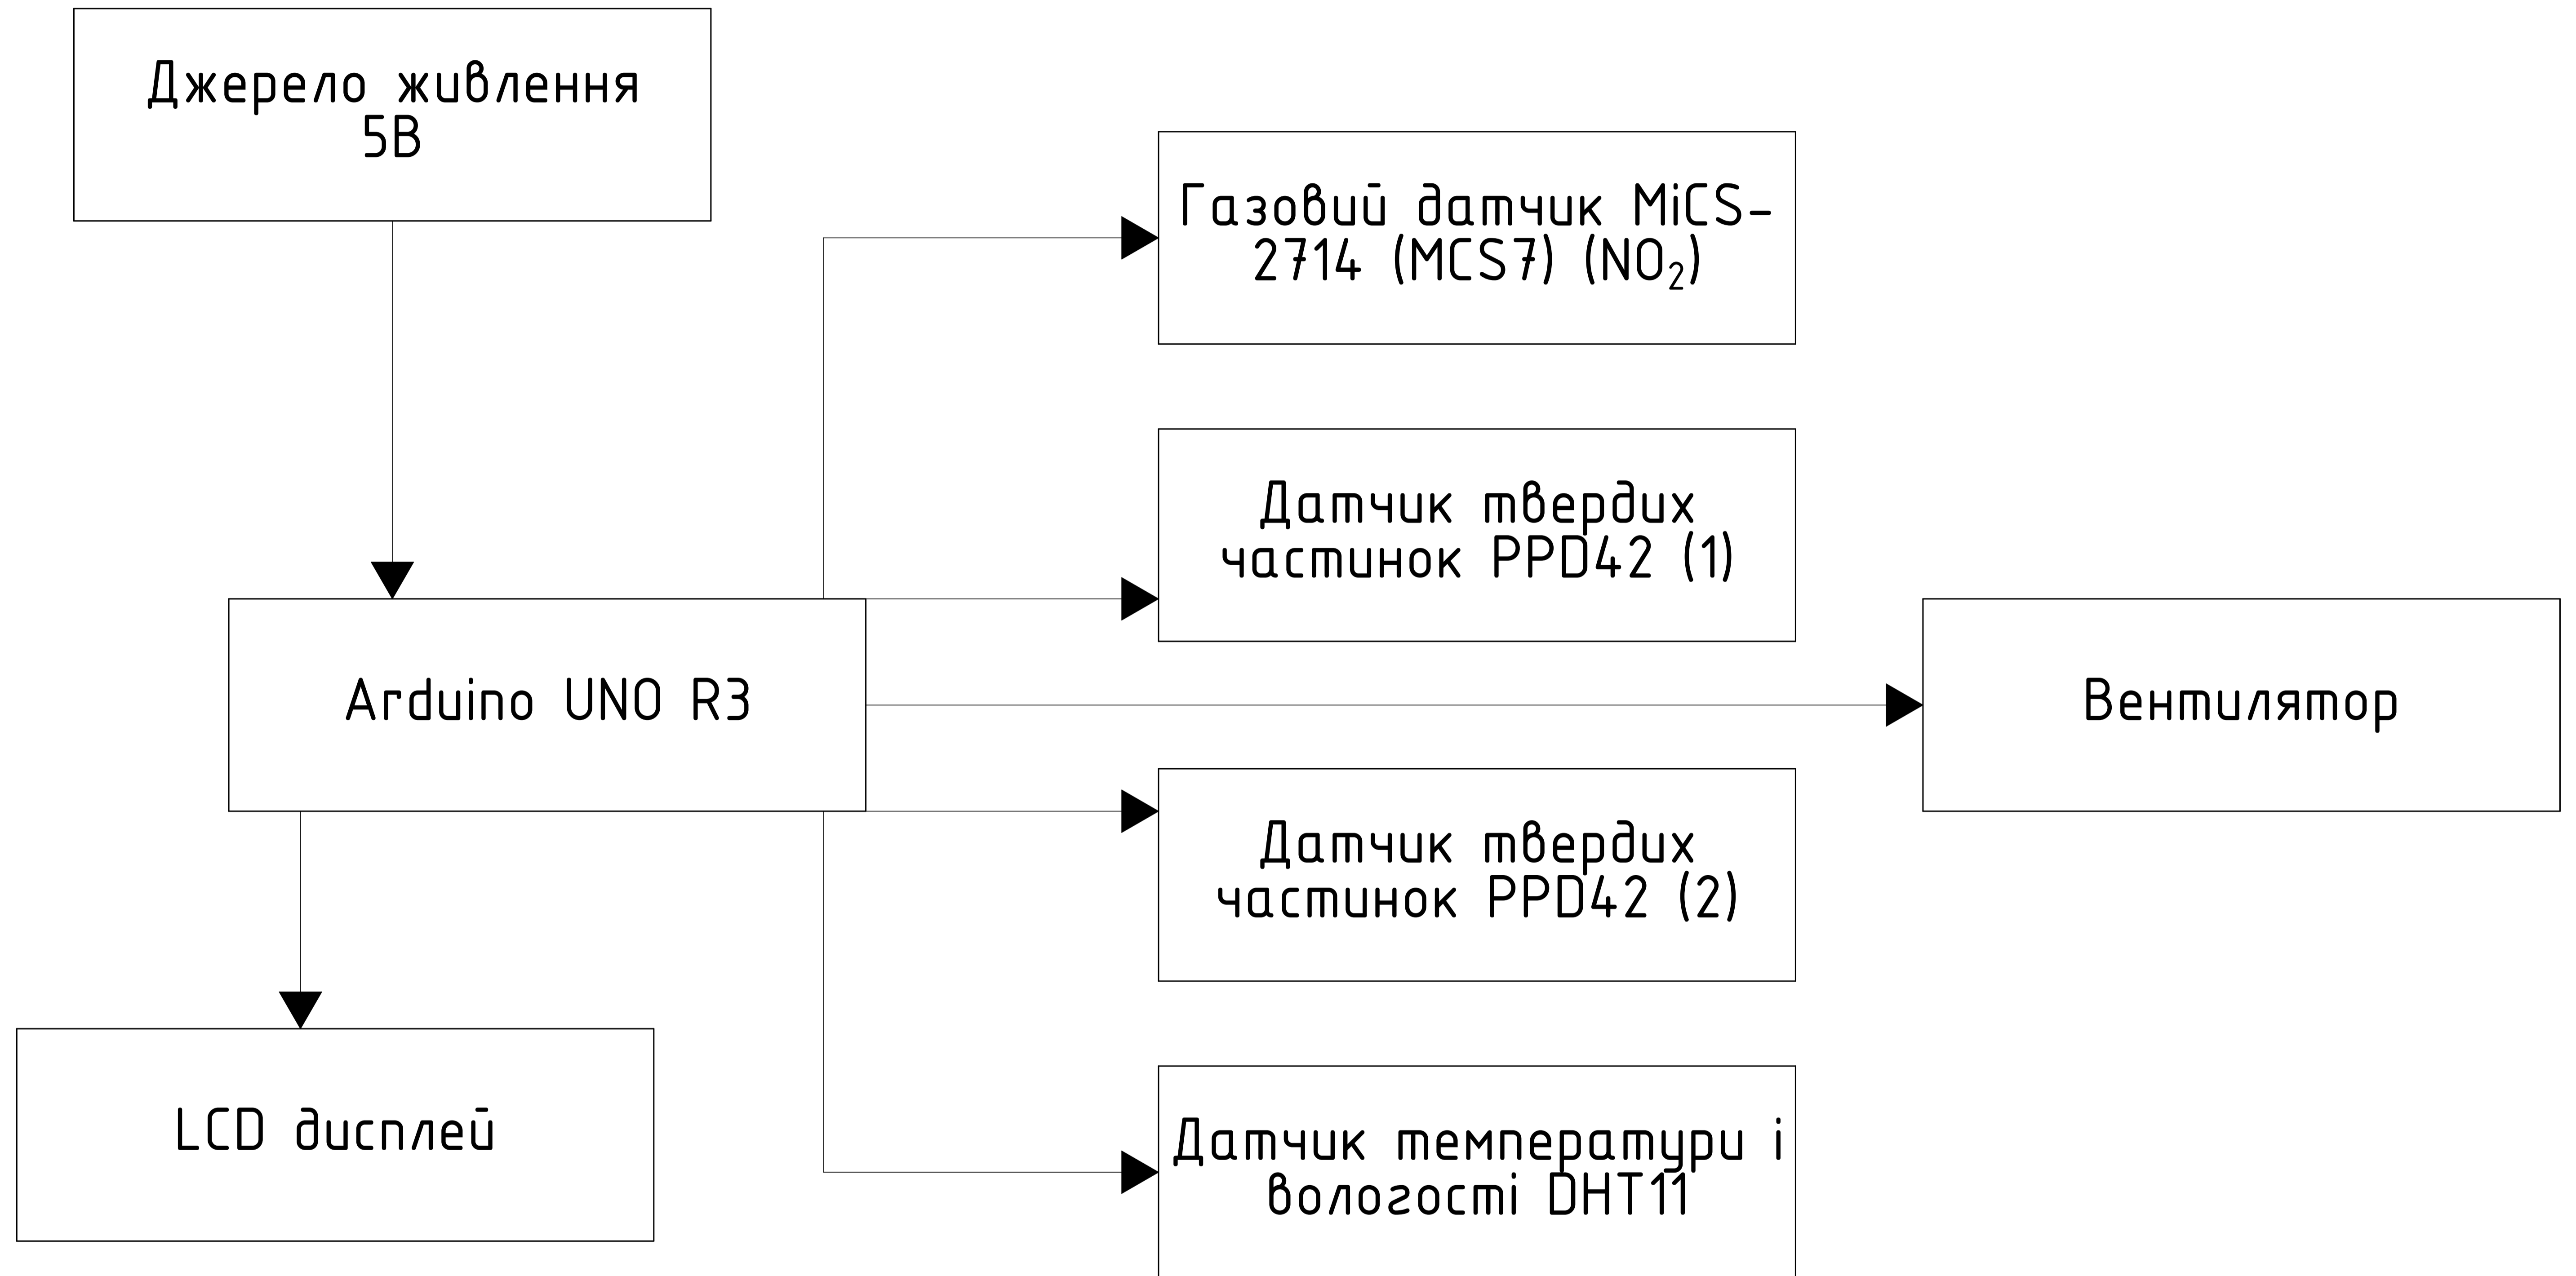 Джерело живлення
5В
Газовий датчик MiCS-
2714 (MCS7) (NO₂)
Датчик твердих
частинок PPD42 (1)
Arduino UNO R3
Вентилятор
Датчик твердих
частинок PPD42 (2)
LCD дисплей
Датчик температури і
вологості DHT11